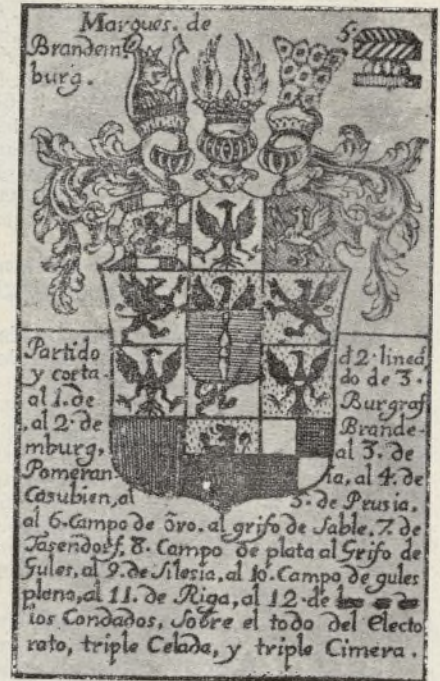 Marques. de
Brandem
burg.
5.
Partido d 2. linea
y corta- do de 3.
al 1. de Burgraf
, al 2. de Brande-
mburg, al 3. de
Pomeran ia, al 4. de
Casubien, al 5. de Prusia.
al 6. Campo de õro. al grifo de Sable. 7. de
8. Campo de plata al Grifo de
Gules, al 9. de Silesia, al 10. Campo de gules
pleno, al 11. de Riga, al 12. de
ios Condados, Sobre el todo del Electo
rato, triple Celada, y triple Cimera.